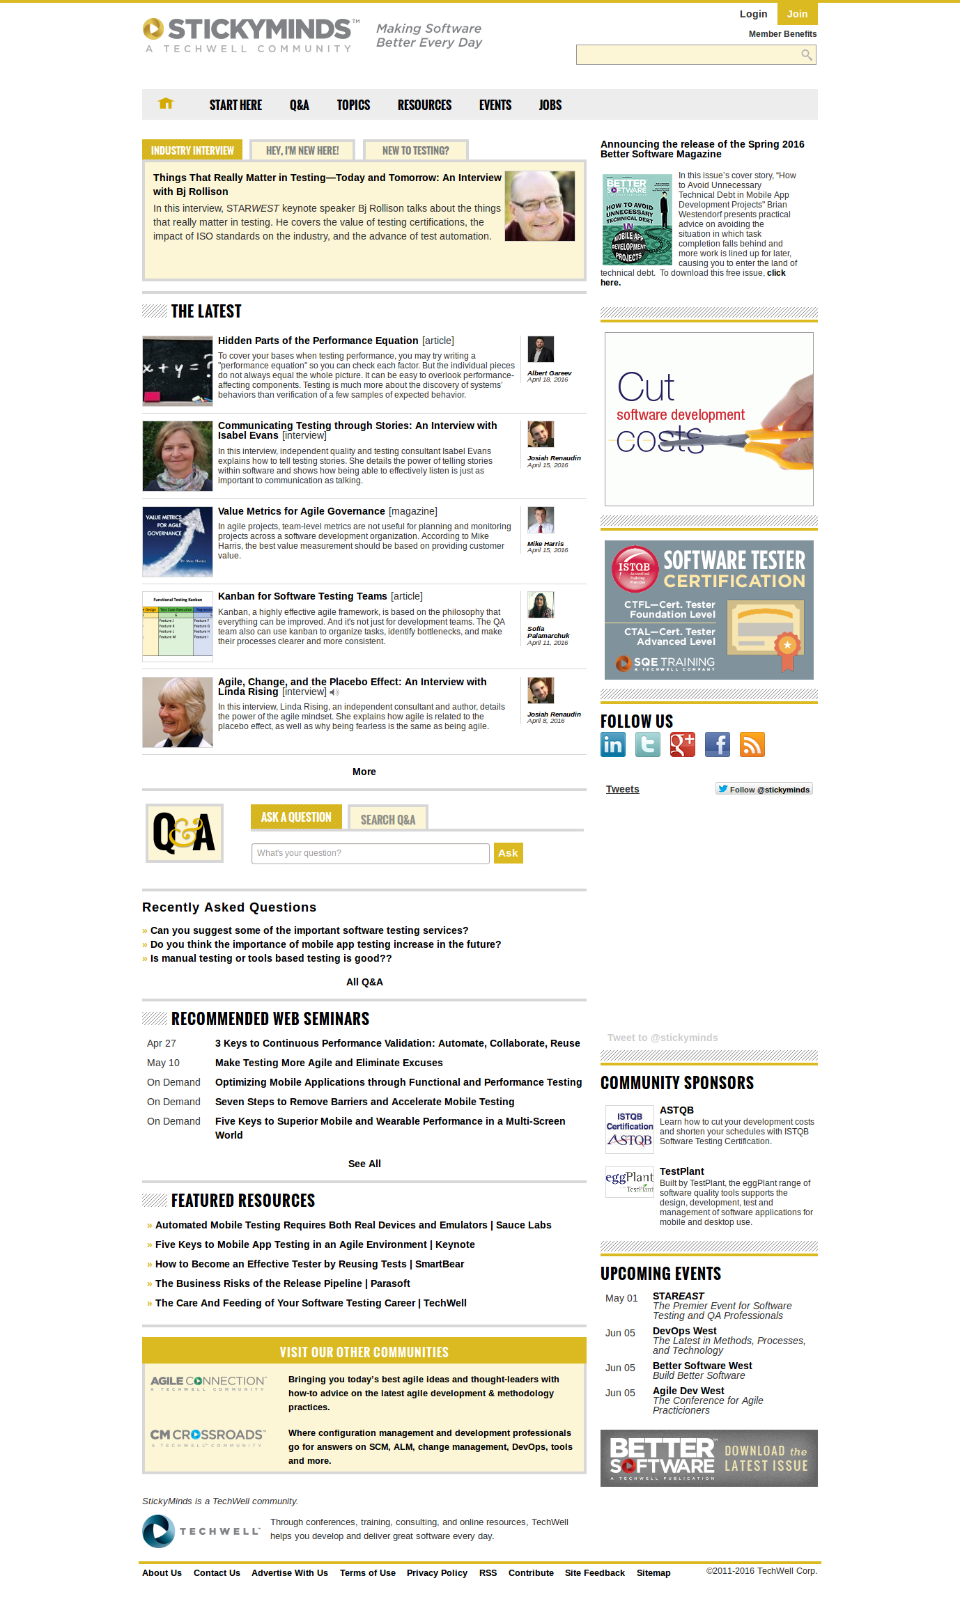 STICKYMINDS™
A TECHWELL COMMUNITY
Making Software
Better Every Day
Login
Join
Member Benefits
START HERE
Q&A
TOPICS
RESOURCES
EVENTS
JOBS
INDUSTRY INTERVIEW
HEY, I'M NEW HERE!
NEW TO TESTING?
Things That Really Matter in Testing—Today and Tomorrow: An Interview
with Bj Rollison
In this interview, STARWEST keynote speaker Bj Rollison talks about the things
that really matter in testing. He covers the value of testing certifications, the
impact of ISO standards on the industry, and the advance of test automation.
THE LATEST
Hidden Parts of the Performance Equation [article]
To cover your bases when testing performance, you may try writing a
"performance equation" so you can check each factor. But the individual pieces
do not always equal the whole picture. It can be easy to overlook performance-
affecting components. Testing is much more about the discovery of systems'
behaviors than verification of a few samples of expected behavior.
Albert Gareev
April 18, 2016
x + y = ?
Communicating Testing through Stories: An Interview with
Isabel Evans [interview]
In this interview, independent quality and testing consultant Isabel Evans
explains how to tell testing stories. She details the power of telling stories
within software and shows how being able to effectively listen is just as
important to communication as talking.
Josiah Renaudin
April 15, 2016
VALUE METRICS
FOR AGILE
GOVERNANCE
Value Metrics for Agile Governance [magazine]
In agile projects, team-level metrics are not useful for planning and monitoring
projects across a software development organization. According to Mike
Harris, the best value measurement should be based on providing customer
value.
Mike Harris
April 15, 2016
Functional Testing Kanban
Kanban for Software Testing Teams [article]
Kanban, a highly effective agile framework, is based on the philosophy that
everything can be improved. And it's not just for development teams. The QA
team also can use kanban to organize tasks, identify bottlenecks, and make
their processes clearer and more consistent.
Sofia
Palamarchuk
April 11, 2016
Agile, Change, and the Placebo Effect: An Interview with
Linda Rising [interview]
In this interview, Linda Rising, an independent consultant and author, details
the power of the agile mindset. She explains how agile is related to the
placebo effect, as well as why being fearless is the same as being agile.
Josiah Renaudin
April 8, 2016
More
Q&A
ASK A QUESTION
SEARCH Q&A
What's your question?
Ask
Recently Asked Questions
» Can you suggest some of the important software testing services?
» Do you think the importance of mobile app testing increase in the future?
» Is manual testing or tools based testing is good??
All Q&A
RECOMMENDED WEB SEMINARS
Apr 27 3 Keys to Continuous Performance Validation: Automate, Collaborate, Reuse
May 10 Make Testing More Agile and Eliminate Excuses
On Demand Optimizing Mobile Applications through Functional and Performance Testing
On Demand Seven Steps to Remove Barriers and Accelerate Mobile Testing
On Demand Five Keys to Superior Mobile and Wearable Performance in a Multi-Screen
World
See All
FEATURED RESOURCES
» Automated Mobile Testing Requires Both Real Devices and Emulators | Sauce Labs
» Five Keys to Mobile App Testing in an Agile Environment | Keynote
» How to Become an Effective Tester by Reusing Tests | SmartBear
» The Business Risks of the Release Pipeline | Parasoft
» The Care And Feeding of Your Software Testing Career | TechWell
VISIT OUR OTHER COMMUNITIES
AGILE CONNECTION
A TECHWELL COMMUNITY
Bringing you today's best agile ideas and thought-leaders with
how-to advice on the latest agile development & methodology
practices.
CM CROSSROADS
A TECHWELL COMMUNITY
Where configuration management and development professionals
go for answers on SCM, ALM, change management, DevOps, tools
and more.
StickyMinds is a TechWell community.
TECHWELL
Through conferences, training, consulting, and online resources, TechWell
helps you develop and deliver great software every day.
Announcing the release of the Spring 2016
Better Software Magazine
BETTER
SOFTWARE
HOW TO AVOID
UNNECESSARY
TECHNICAL DEBT
IN
MOBILE APP
DEVELOPMENT
PROJECTS
In this issue's cover story, "How
to Avoid Unnecessary
Technical Debt in Mobile App
Development Projects" Brian
Westendorf presents practical
advice on avoiding the
situation in which task
completion falls behind and
more work is lined up for later,
causing you to enter the land of
technical debt. To download this free issue, click
here.
Cut
software development
costs
ISTQB
SOFTWARE TESTER
CERTIFICATION
CTFL—Cert. Tester
Foundation Level
CTAL—Cert. Tester
Advanced Level
SQE TRAINING
A TECHWELL COMPANY
FOLLOW US
Tweets
Follow @stickyminds
Tweet to @stickyminds
COMMUNITY SPONSORS
ISTQB
Certification
ASTQB
ASTQB
Learn how to cut your development costs
and shorten your schedules with ISTQB
Software Testing Certification.
eggPlant
TestPlant
TestPlant
Built by TestPlant, the eggPlant range of
software quality tools supports the
design, development, test and
management of software applications for
mobile and desktop use.
UPCOMING EVENTS
May 01 STAREAST
The Premier Event for Software
Testing and QA Professionals
Jun 05 DevOps West
The Latest in Methods, Processes,
and Technology
Jun 05 Better Software West
Build Better Software
Jun 05 Agile Dev West
The Conference for Agile
Practicioners
BETTER
SOFTWARE
A TECHWELL PUBLICATION
DOWNLOAD the
LATEST ISSUE
About Us
Contact Us
Advertise With Us
Terms of Use
Privacy Policy
RSS
Contribute
Site Feedback
Sitemap
©2011-2016 TechWell Corp.